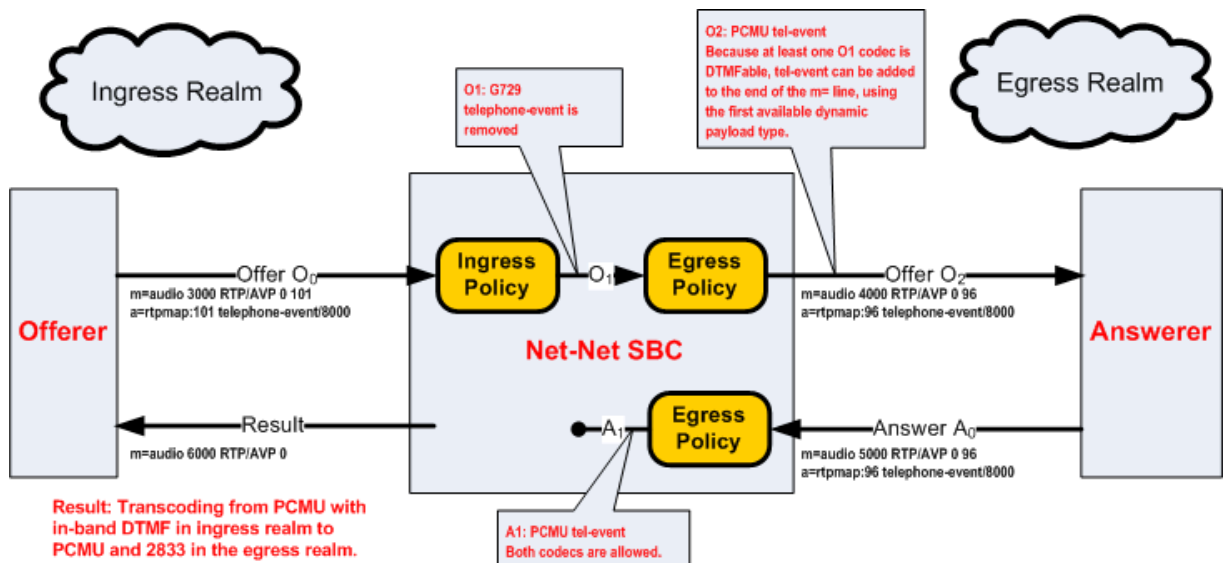 Ingress Realm
O1: G729
telephone-event is
removed
O2: PCMU tel-event
Because at least one O1 codec is
DTMFable, tel-event can be added
to the end of the m= line, using
the first available dynamic
payload type.
Egress Realm
Offerer
Offer O₀
m=audio 3000 RTP/AVP 0 101
a=rtpmap:101 telephone-event/8000
Ingress
Policy
O₁
Egress
Policy
Offer O₂
m=audio 4000 RTP/AVP 0 96
a=rtpmap:96 telephone-event/8000
Answerer
Net-Net SBC
Result
m=audio 6000 RTP/AVP 0
A₁
Egress
Policy
Answer A₀
m=audio 5000 RTP/AVP 0 96
a=rtpmap:96 telephone-event/8000
Result: Transcoding from PCMU with
in-band DTMF in ingress realm to
PCMU and 2833 in the egress realm.
A1: PCMU tel-event
Both codecs are allowed.